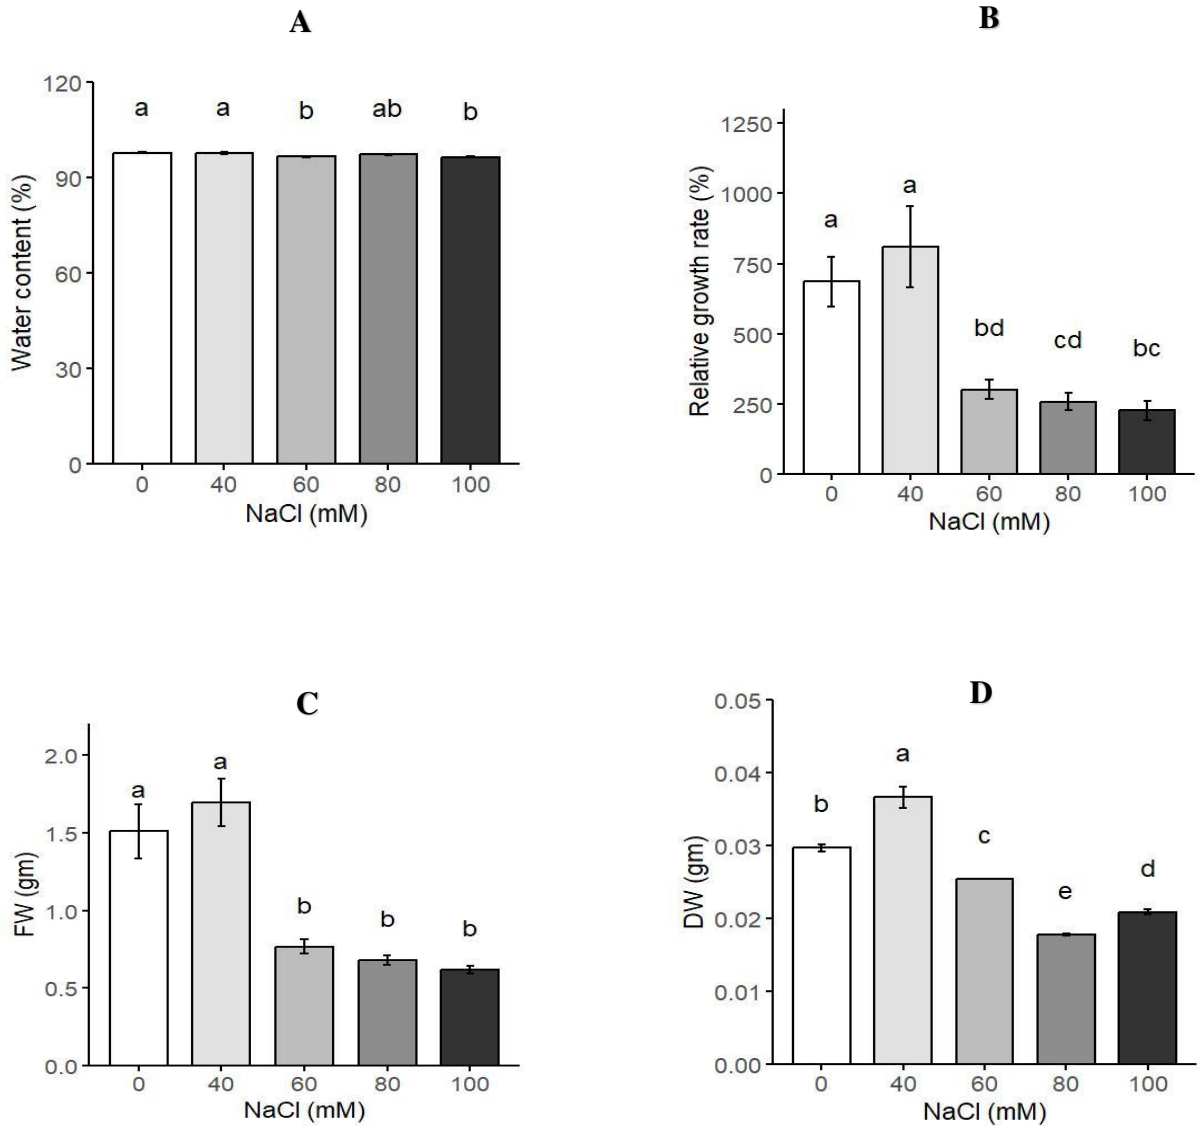 A
Water content (%)
120
90
60
30
0
a a b ab b
0 40 60 80 100
NaCl (mM)
B
Relative growth rate (%)
1250
1000
750
500
250
0
a a bd cd bc
0 40 60 80 100
NaCl (mM)
C
FW (gm)
2.0
1.5
1.0
0.5
0.0
a a b b b
0 40 60 80 100
NaCl (mM)
D
DW (gm)
0.05
0.04
0.03
0.02
0.01
0.00
b a c e d
0 40 60 80 100
NaCl (mM)